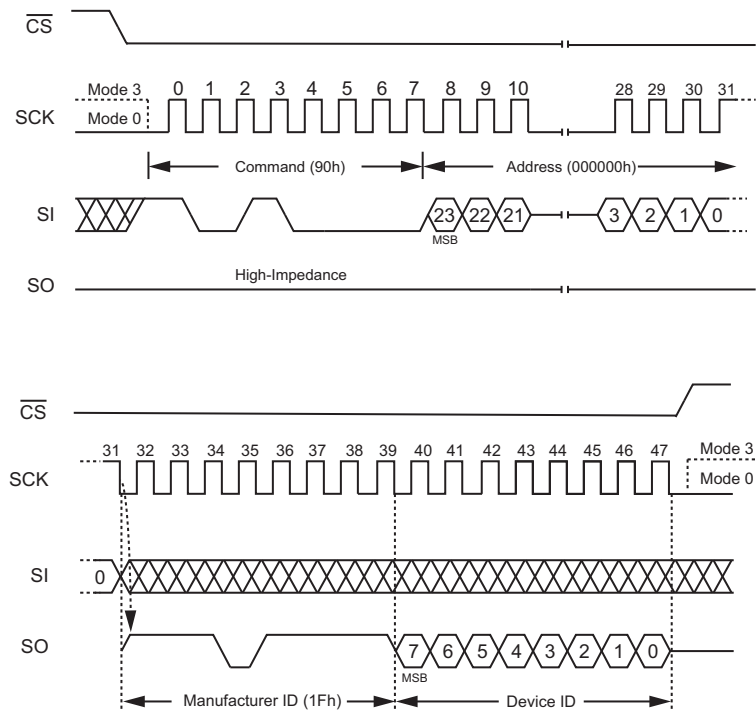 CS
Mode 3 0 1 2 3 4 5 6 7 8 9 10 28 29 30 31
SCK
Mode 0
Command (90h) Address (000000h)
SI 23 22 21 3 2 1 0
MSB
High-Impedance
SO
CS
31 32 33 34 35 36 37 38 39 40 41 42 43 44 45 46 47 Mode 3
SCK Mode 0
SI 0
SO 7 6 5 4 3 2 1 0
MSB
Manufacturer ID (1Fh) Device ID